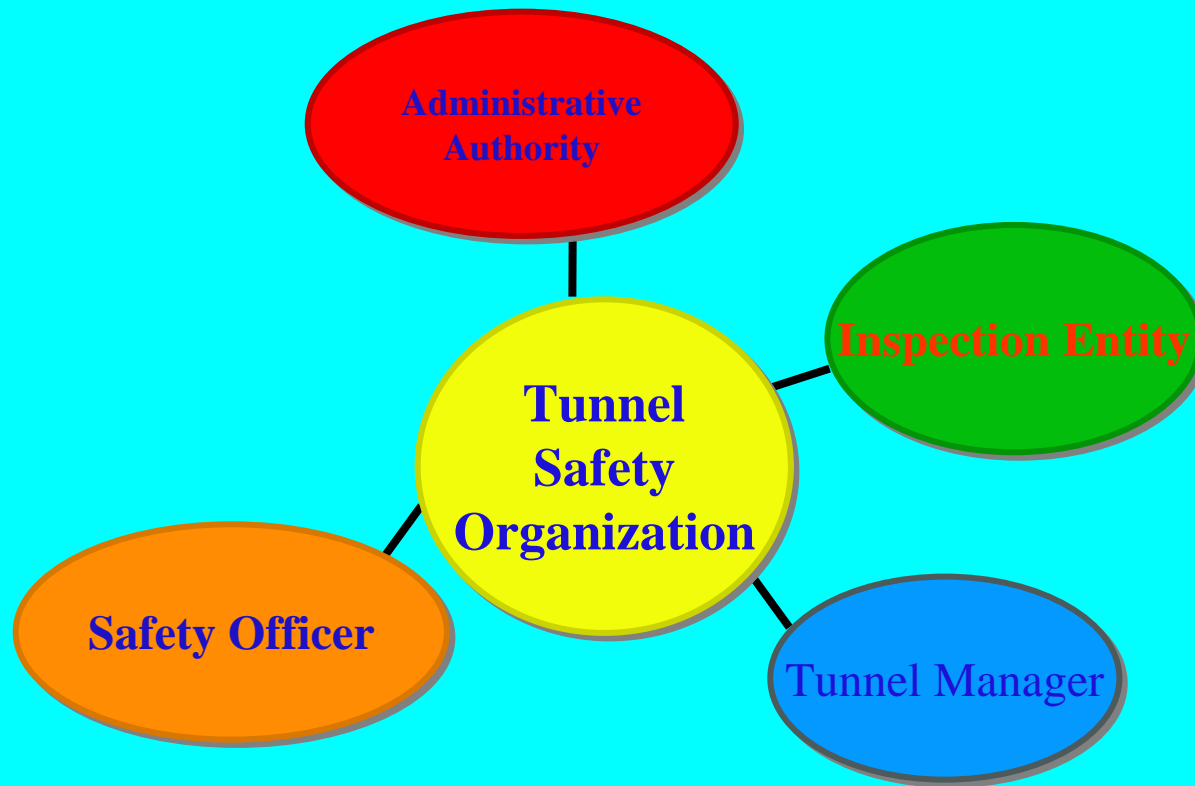 Administrative
Authority
Inspection Entity
Tunnel
Safety
Organization
Safety Officer
Tunnel Manager